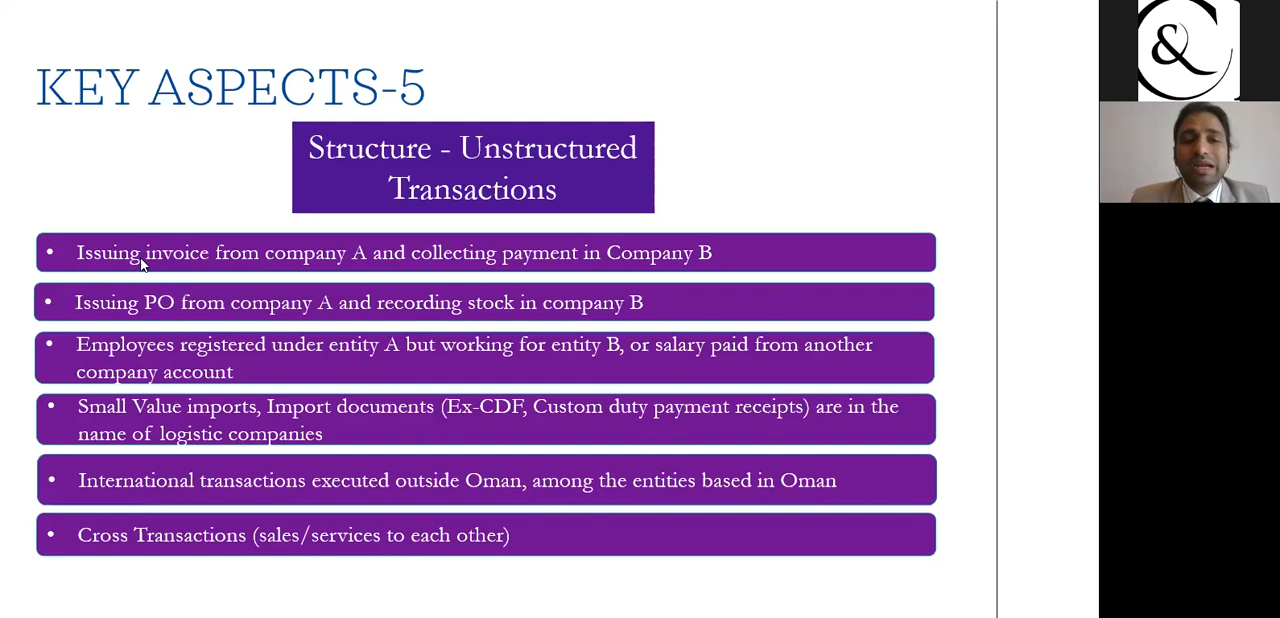 KEY ASPECTS-5
Structure - Unstructured
Transactions
• Issuing invoice from company A and collecting payment in Company B
• Issuing PO from company A and recording stock in company B
• Employees registered under entity A but working for entity B, or salary paid from another
company account
• Small Value imports, Import documents (Ex-CDF, Custom duty payment receipts) are in the
name of logistic companies
• International transactions executed outside Oman, among the entities based in Oman
• Cross Transactions (sales/services to each other)
&